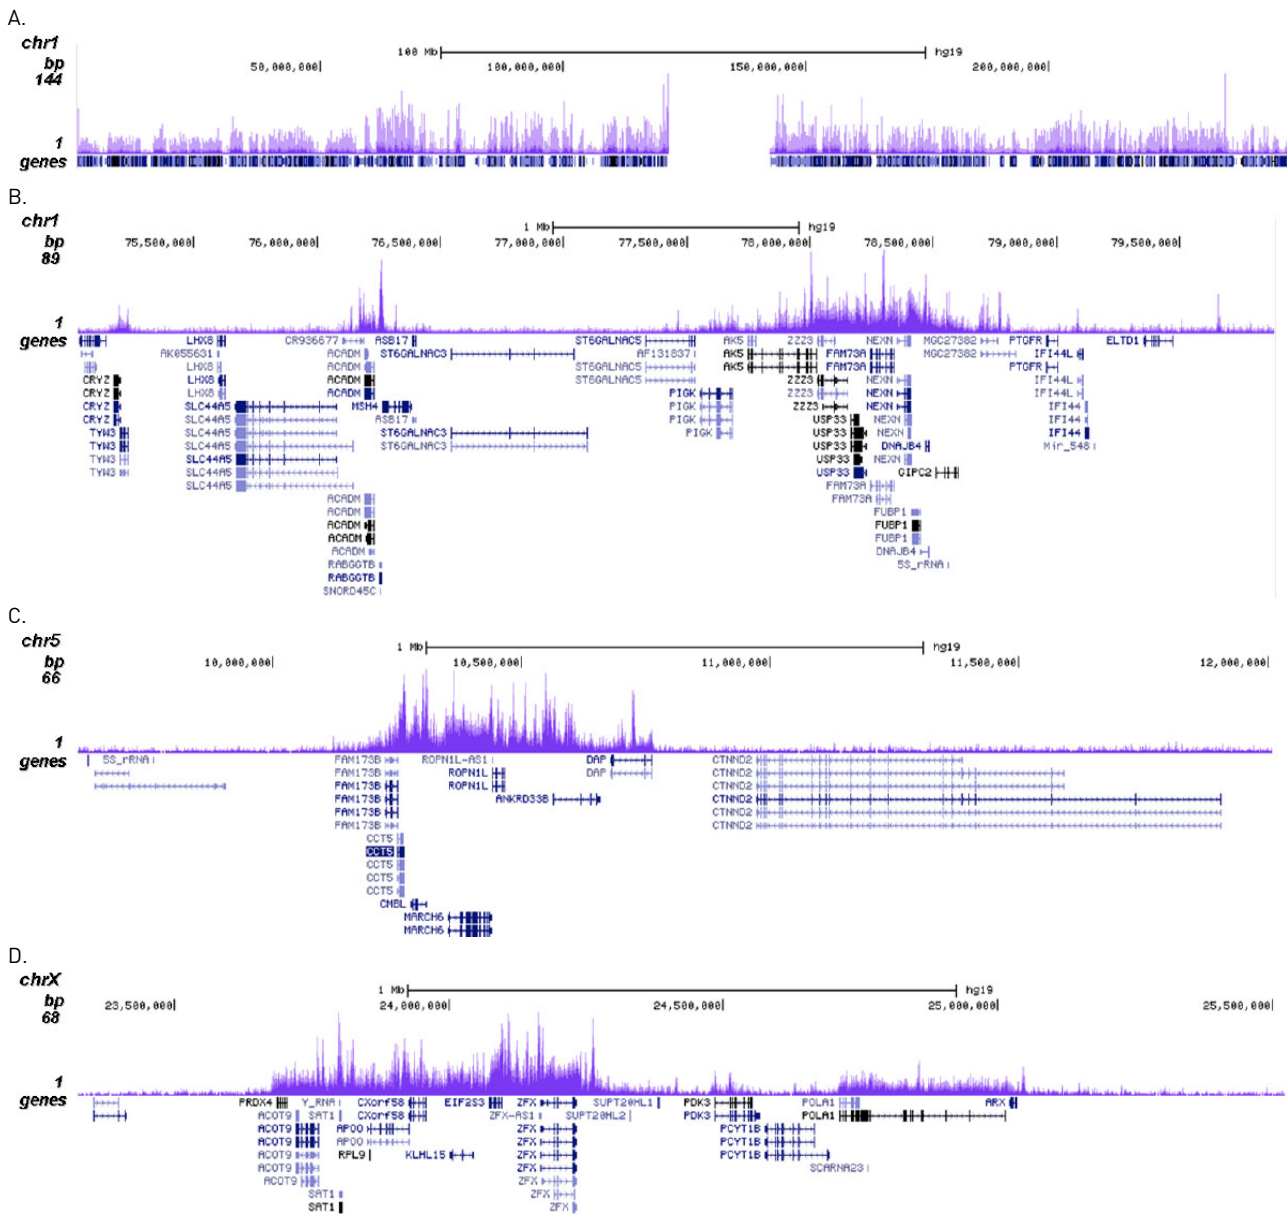 A.
chr1
100 Mb hg19
bp 50,000,000 100,000,000 150,000,000 200,000,000
144
1
genes
B.
chr1
1 Mb hg19
bp 75,500,000 76,000,000 76,500,000 77,000,000 77,500,000 78,000,000 78,500,000 79,000,000 79,500,000
89
1
genes LHX8 CR936677 ASB17 ST6GALNAC5 AK5 ZZZ3 NEXN MGC27382 PTGFR ELTD1
AK055631 ACADM ST6GALNAC3 AF131837 AK5 FAM73A MGC27382 IFI44L
LHX8 ACADM ST6GALNAC5 ZZZ3 FAM73A PTGFR
CRYZ LHX8 ACADM ZZZ3 NEXN IFI44L
CRYZ LHX8 ACADM PIGK ZZZ3 NEXN IFI44L
CRYZ SLC44A5 MSH4 PIGK ZZZ3 NEXN IFI44
CRYZ SLC44A5 ASB17 PIGK USP33 NEXN IFI44
TYW3 SLC44A5 ST6GALNAC3 PIGK USP33 NEXN IFI44
TYW3 SLC44A5 ST6GALNAC3 USP33 DNAJB4 Mir_548
TYW3 SLC44A5 USP33 NEXN
TYW3 SLC44A5 USP33 GIPC2
SLC44A5 FAM73A
ACADM FAM73A
ACADM FUBP1
ACADM FUBP1
ACADM FUBP1
ACADM DNAJB4
RABGGTB 5S_rRNA
RABGGTB
SNORD45C
C.
chr5
1 Mb hg19
bp 10,000,000 10,500,000 11,000,000 11,500,000 12,000,000
66
1
genes 5S_rRNA FAM173B ROPN1L-AS1 DAP CTNND2
FAM173B ROPN1L DAP CTNND2
FAM173B ROPN1L CTNND2
FAM173B ANKRD33B CTNND2
FAM173B CTNND2
FAM173B CTNND2
CCT5
CCT5
CCT5
CCT5
CCT5
CMBL
MARCH6
MARCH6
D.
chrX
1 Mb hg19
bp 23,500,000 24,000,000 24,500,000 25,000,000 25,500,000
68
1
genes PRDX4 Y_RNA CXorf58 EIF2S3 ZFX SUPT20HL1 PDK3 POLA1 ARX
ACOT9 SAT1 CXorf58 ZFX-AS1 SUPT20HL2 PDK3 POLA1
ACOT9 APOO ZFX PCYT1B
ACOT9 APOO ZFX PCYT1B
ACOT9 RPL9 KLHL15 ZFX PCYT1B
ACOT9 ZFX SCARNA23
ACOT9 ZFX
SAT1 ZFX
SAT1 ZFX